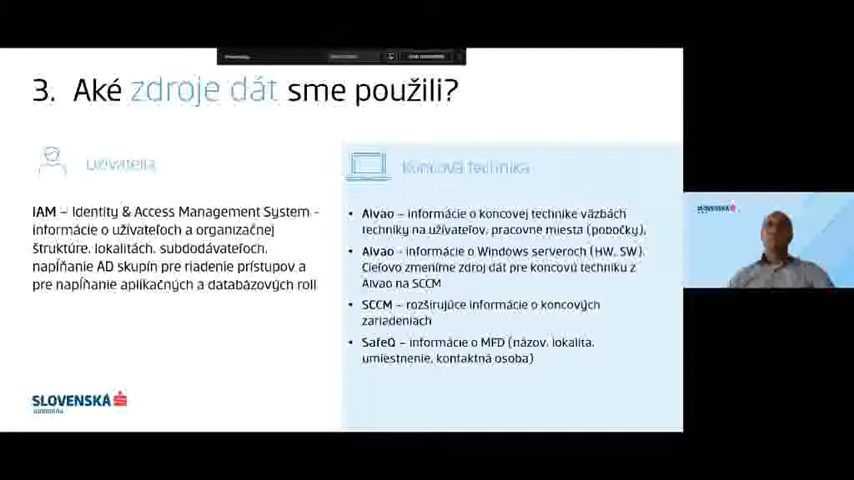 3. Aké zdroje dát sme použili?
Užívatelia
IAM – Identity & Access Management System -
informácie o užívateľoch a organizačnej
štruktúre, lokalitách, subdodávateľoch,
napĺňanie AD skupín pre riadenie prístupov a
pre napĺňanie aplikačných a databázových rolí
Koncová technika
• Alvao – informácie o koncovej technike väzbách
techniky na užívateľov, pracovne miesta (pobočky),
• Alvao – informácie o Windows serveroch (HW, SW).
Cieľovo zmeníme zdroj dát pre koncovú techniku z
Alvao na SCCM
• SCCM – rozširujúce informácie o koncových
zariadeniach
• SafeQ – informácie o MFD (názov, lokalita,
umiestnenie, kontaktná osoba)
SLOVENSKÁ
sporiteľňa
SLOVENSKÁ